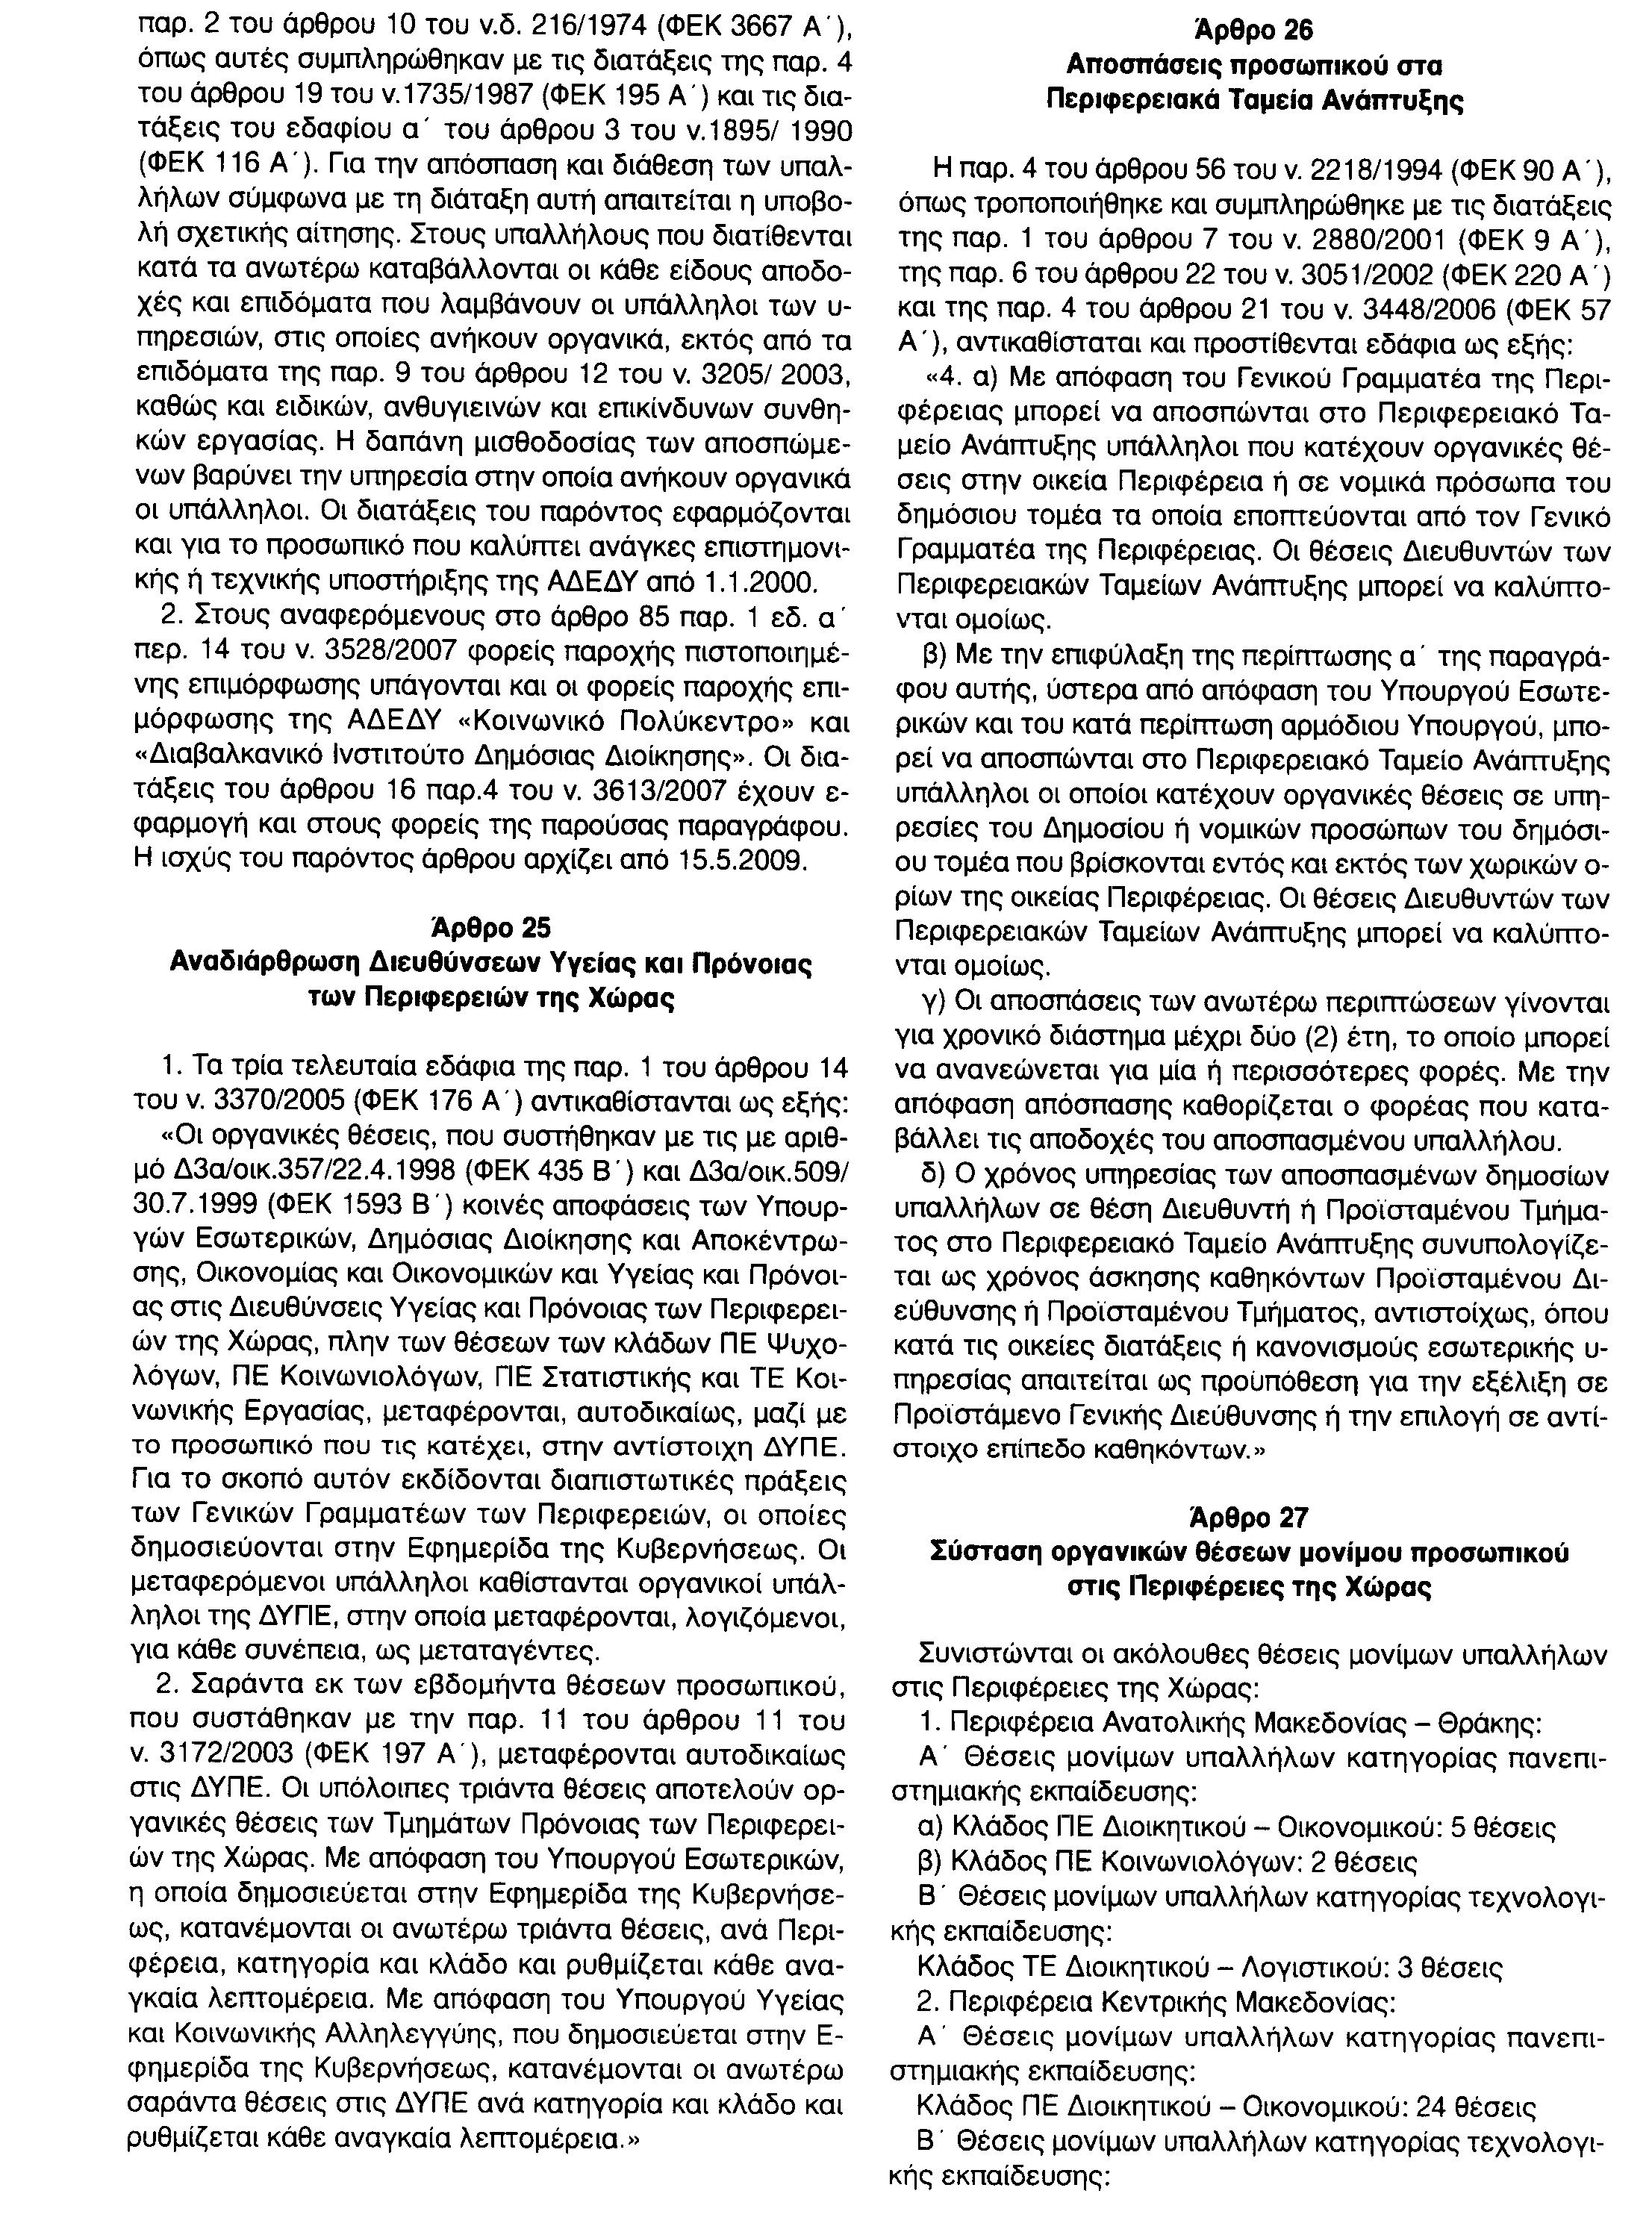 παρ. 2 του άρθρου 10 του ν.δ. 216/1974 (ΦΕΚ 3667 Α΄),
όπως αυτές συμπληρώθηκαν με τις διατάξεις της παρ. 4
του άρθρου 19 του ν.1735/1987 (ΦΕΚ 195 Α΄) και τις δια-
τάξεις του εδαφίου α΄ του άρθρου 3 του ν.1895/ 1990
(ΦΕΚ 116 Α΄). Για την απόσπαση και διάθεση των υπαλ-
λήλων σύμφωνα με τη διάταξη αυτή απαιτείται η υποβο-
λή σχετικής αίτησης. Στους υπαλλήλους που διατίθενται
κατά τα ανωτέρω καταβάλλονται οι κάθε είδους αποδο-
χές και επιδόματα που λαμβάνουν οι υπάλληλοι των υ-
πηρεσιών, στις οποίες ανήκουν οργανικά, εκτός από τα
επιδόματα της παρ. 9 του άρθρου 12 του ν. 3205/ 2003,
καθώς και ειδικών, ανθυγιεινών και επικίνδυνων συνθη-
κών εργασίας. Η δαπάνη μισθοδοσίας των αποσπώμε-
νων βαρύνει την υπηρεσία στην οποία ανήκουν οργανικά
οι υπάλληλοι. Οι διατάξεις του παρόντος εφαρμόζονται
και για το προσωπικό που καλύπτει ανάγκες επιστημονι-
κής ή τεχνικής υποστήριξης της ΑΔΕΔΥ από 1.1.2000.
2. Στους αναφερόμενους στο άρθρο 85 παρ. 1 εδ. α΄
περ. 14 του ν. 3528/2007 φορείς παροχής πιστοποιημέ-
νης επιμόρφωσης υπάγονται και οι φορείς παροχής επι-
μόρφωσης της ΑΔΕΔΥ «Κοινωνικό Πολύκεντρο» και
«Διαβαλκανικό Ινστιτούτο Δημόσιας Διοίκησης». Οι δια-
τάξεις του άρθρου 16 παρ.4 του ν. 3613/2007 έχουν ε-
φαρμογή και στους φορείς της παρούσας παραγράφου.
Η ισχύς του παρόντος άρθρου αρχίζει από 15.5.2009.
Άρθρο 25
Αναδιάρθρωση Διευθύνσεων Υγείας και Πρόνοιας
των Περιφερειών της Χώρας
1. Τα τρία τελευταία εδάφια της παρ. 1 του άρθρου 14
του ν. 3370/2005 (ΦΕΚ 176 Α΄) αντικαθίστανται ως εξής:
«Οι οργανικές θέσεις, που συστήθηκαν με τις με αριθ-
μό Δ3α/οικ.357/22.4.1998 (ΦΕΚ 435 Β΄) και Δ3α/οικ.509/
30.7.1999 (ΦΕΚ 1593 Β΄) κοινές αποφάσεις των Υπουρ-
γών Εσωτερικών, Δημόσιας Διοίκησης και Αποκέντρω-
σης, Οικονομίας και Οικονομικών και Υγείας και Πρόνοι-
ας στις Διευθύνσεις Υγείας και Πρόνοιας των Περιφερει-
ών της Χώρας, πλην των θέσεων των κλάδων ΠΕ Ψυχο-
λόγων, ΠΕ Κοινωνιολόγων, ΠΕ Στατιστικής και ΤΕ Κοι-
νωνικής Εργασίας, μεταφέρονται, αυτοδικαίως, μαζί με
το προσωπικό που τις κατέχει, στην αντίστοιχη ΔΥΠΕ.
Για το σκοπό αυτόν εκδίδονται διαπιστωτικές πράξεις
των Γενικών Γραμματέων των Περιφερειών, οι οποίες
δημοσιεύονται στην Εφημερίδα της Κυβερνήσεως. Οι
μεταφερόμενοι υπάλληλοι καθίστανται οργανικοί υπάλ-
ληλοι της ΔΥΠΕ, στην οποία μεταφέρονται, λογιζόμενοι,
για κάθε συνέπεια, ως μεταταγέντες.
2. Σαράντα εκ των εβδομήντα θέσεων προσωπικού,
που συστάθηκαν με την παρ. 11 του άρθρου 11 του
ν. 3172/2003 (ΦΕΚ 197 Α΄), μεταφέρονται αυτοδικαίως
στις ΔΥΠΕ. Οι υπόλοιπες τριάντα θέσεις αποτελούν ορ-
γανικές θέσεις των Τμημάτων Πρόνοιας των Περιφερει-
ών της Χώρας. Με απόφαση του Υπουργού Εσωτερικών,
η οποία δημοσιεύεται στην Εφημερίδα της Κυβερνήσε-
ως, κατανέμονται οι ανωτέρω τριάντα θέσεις, ανά Περι-
φέρεια, κατηγορία και κλάδο και ρυθμίζεται κάθε ανα-
γκαία λεπτομέρεια. Με απόφαση του Υπουργού Υγείας
και Κοινωνικής Αλληλεγγύης, που δημοσιεύεται στην Ε-
φημερίδα της Κυβερνήσεως, κατανέμονται οι ανωτέρω
σαράντα θέσεις στις ΔΥΠΕ ανά κατηγορία και κλάδο και
ρυθμίζεται κάθε αναγκαία λεπτομέρεια.»
Άρθρο 26
Αποσπάσεις προσωπικού στα
Περιφερειακά Ταμεία Ανάπτυξης
Η παρ. 4 του άρθρου 56 του ν. 2218/1994 (ΦΕΚ 90 Α΄),
όπως τροποποιήθηκε και συμπληρώθηκε με τις διατάξεις
της παρ. 1 του άρθρου 7 του ν. 2880/2001 (ΦΕΚ 9 Α΄),
της παρ. 6 του άρθρου 22 του ν. 3051/2002 (ΦΕΚ 220 Α΄)
και της παρ. 4 του άρθρου 21 του ν. 3448/2006 (ΦΕΚ 57
Α΄), αντικαθίσταται και προστίθενται εδάφια ως εξής:
«4. α) Με απόφαση του Γενικού Γραμματέα της Περι-
φέρειας μπορεί να αποσπώνται στο Περιφερειακό Τα-
μείο Ανάπτυξης υπάλληλοι που κατέχουν οργανικές θέ-
σεις στην οικεία Περιφέρεια ή σε νομικά πρόσωπα του
δημόσιου τομέα τα οποία εποπτεύονται από τον Γενικό
Γραμματέα της Περιφέρειας. Οι θέσεις Διευθυντών των
Περιφερειακών Ταμείων Ανάπτυξης μπορεί να καλύπτο-
νται ομοίως.
β) Με την επιφύλαξη της περίπτωσης α΄ της παραγρά-
φου αυτής, ύστερα από απόφαση του Υπουργού Εσωτε-
ρικών και του κατά περίπτωση αρμόδιου Υπουργού, μπο-
ρεί να αποσπώνται στο Περιφερειακό Ταμείο Ανάπτυξης
υπάλληλοι οι οποίοι κατέχουν οργανικές θέσεις σε υπη-
ρεσίες του Δημοσίου ή νομικών προσώπων του δημόσι-
ου τομέα που βρίσκονται εντός και εκτός των χωρικών ο-
ρίων της οικείας Περιφέρειας. Οι θέσεις Διευθυντών των
Περιφερειακών Ταμείων Ανάπτυξης μπορεί να καλύπτο-
νται ομοίως.
γ) Οι αποσπάσεις των ανωτέρω περιπτώσεων γίνονται
για χρονικό διάστημα μέχρι δύο (2) έτη, το οποίο μπορεί
να ανανεώνεται για μία ή περισσότερες φορές. Με την
απόφαση απόσπασης καθορίζεται ο φορέας που κατα-
βάλλει τις αποδοχές του αποσπασμένου υπαλλήλου.
δ) Ο χρόνος υπηρεσίας των αποσπασμένων δημοσίων
υπαλλήλων σε θέση Διευθυντή ή Προϊσταμένου Τμήμα-
τος στο Περιφερειακό Ταμείο Ανάπτυξης συνυπολογίζε-
ται ως χρόνος άσκησης καθηκόντων Προϊσταμένου Δι-
εύθυνσης ή Προϊσταμένου Τμήματος, αντιστοίχως, όπου
κατά τις οικείες διατάξεις ή κανονισμούς εσωτερικής υ-
πηρεσίας απαιτείται ως προϋπόθεση για την εξέλιξη σε
Προϊστάμενο Γενικής Διεύθυνσης ή την επιλογή σε αντί-
στοιχο επίπεδο καθηκόντων.»
Άρθρο 27
Σύσταση οργανικών θέσεων μονίμου προσωπικού
στις Περιφέρειες της Χώρας
Συνιστώνται οι ακόλουθες θέσεις μονίμων υπαλλήλων
στις Περιφέρειες της Χώρας:
1. Περιφέρεια Ανατολικής Μακεδονίας – Θράκης:
Α΄ Θέσεις μονίμων υπαλλήλων κατηγορίας πανεπι-
στημιακής εκπαίδευσης:
α) Κλάδος ΠΕ Διοικητικού – Οικονομικού: 5 θέσεις
β) Κλάδος ΠΕ Κοινωνιολόγων: 2 θέσεις
Β΄ Θέσεις μονίμων υπαλλήλων κατηγορίας τεχνολογι-
κής εκπαίδευσης:
Κλάδος ΤΕ Διοικητικού – Λογιστικού: 3 θέσεις
2. Περιφέρεια Κεντρικής Μακεδονίας:
Α΄ Θέσεις μονίμων υπαλλήλων κατηγορίας πανεπι-
στημιακής εκπαίδευσης:
Κλάδος ΠΕ Διοικητικού – Οικονομικού: 24 θέσεις
Β΄ Θέσεις μονίμων υπαλλήλων κατηγορίας τεχνολογι-
κής εκπαίδευσης: